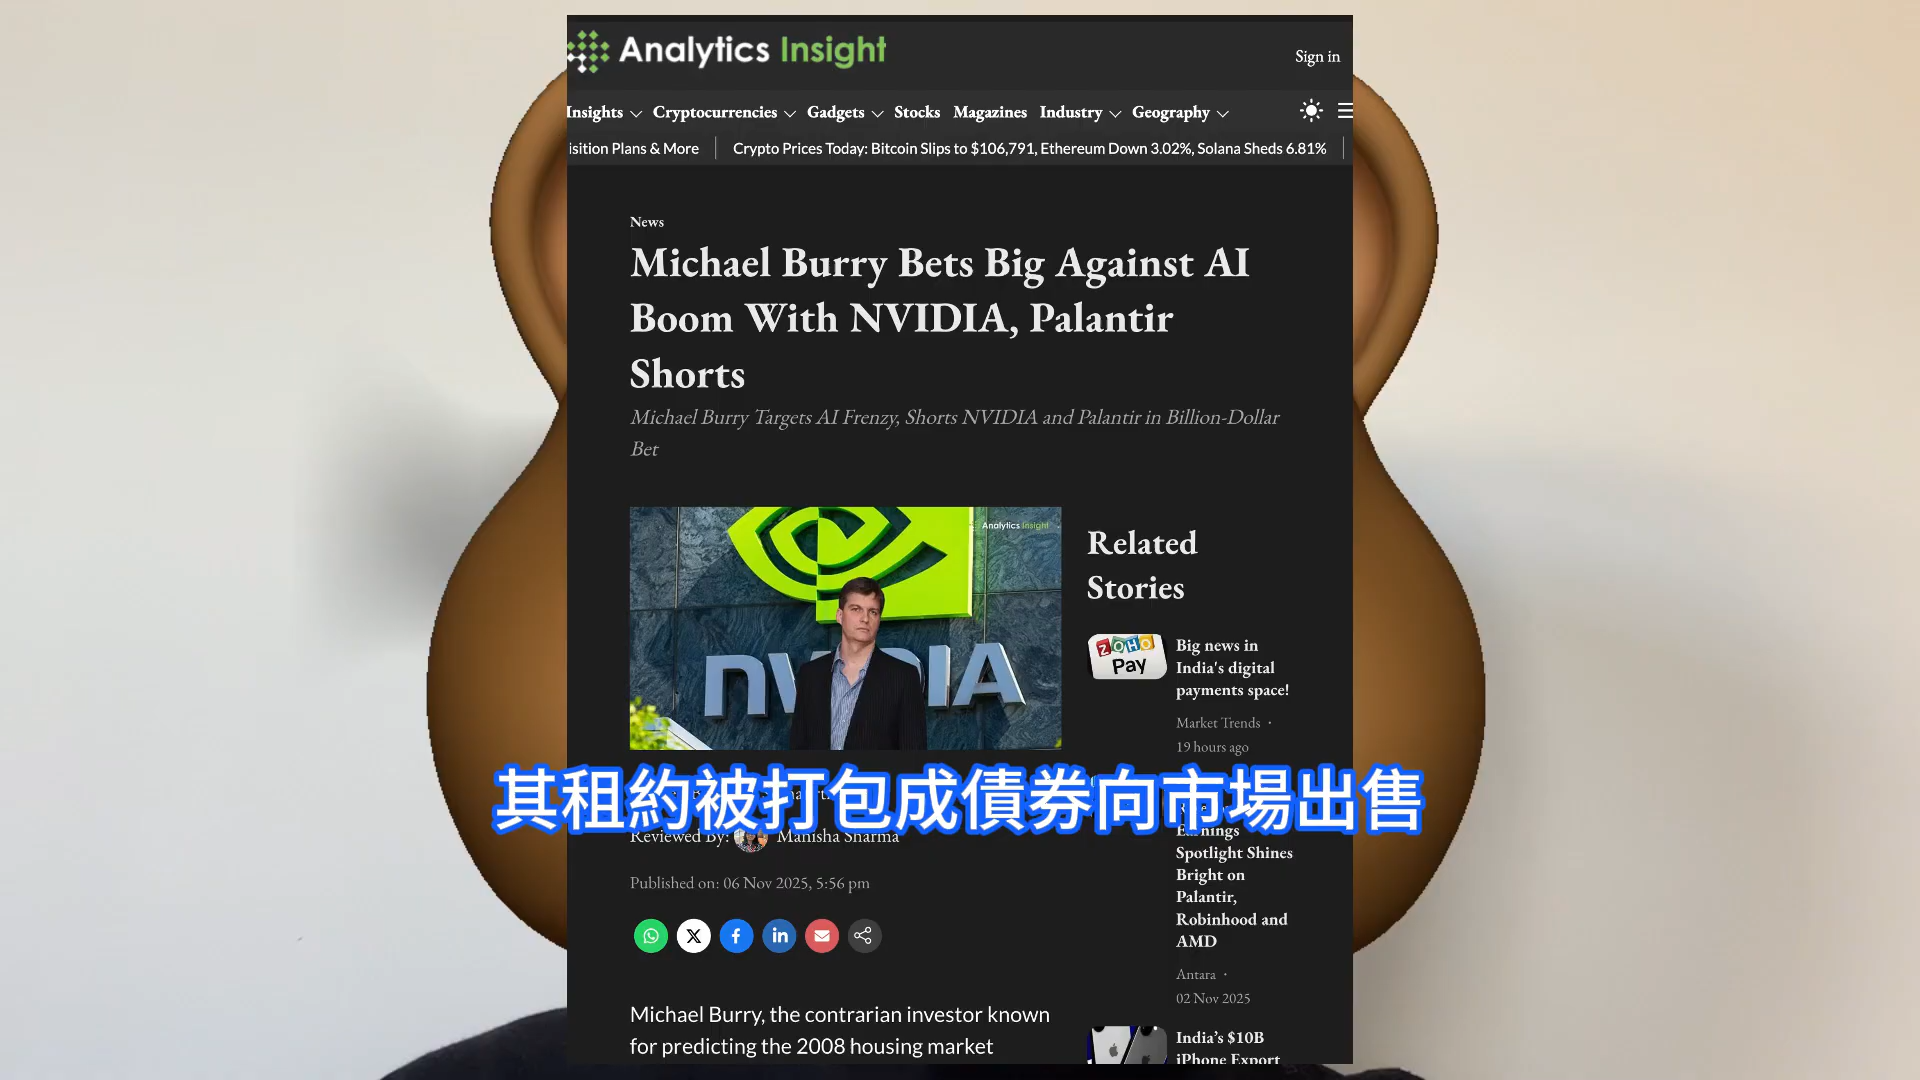 Analytics Insight
Sign in
Insights
Cryptocurrencies
Gadgets
Stocks
Magazines
Industry
Geography
isition Plans & More
Crypto Prices Today: Bitcoin Slips to $106,791, Ethereum Down 3.02%, Solana Sheds 6.81%
News
Michael Burry Bets Big Against AI
Boom With NVIDIA, Palantir
Shorts
Michael Burry Targets AI Frenzy, Shorts NVIDIA and Palantir in Billion-Dollar
Bet
Analytics Insight
NVIDIA
Related
Stories
ZOHO
Pay
Big news in
India's digital
payments space!
Market Trends ·
19 hours ago
其租約被打包成債券向市場出售
Reviewed By:
Manisha Sharma
Earnings
Spotlight Shines
Bright on
Palantir,
Robinhood and
AMD
Antara ·
02 Nov 2025
Published on: 06 Nov 2025, 5:56 pm
Michael Burry, the contrarian investor known
for predicting the 2008 housing market
India's $10B
iPhone Export